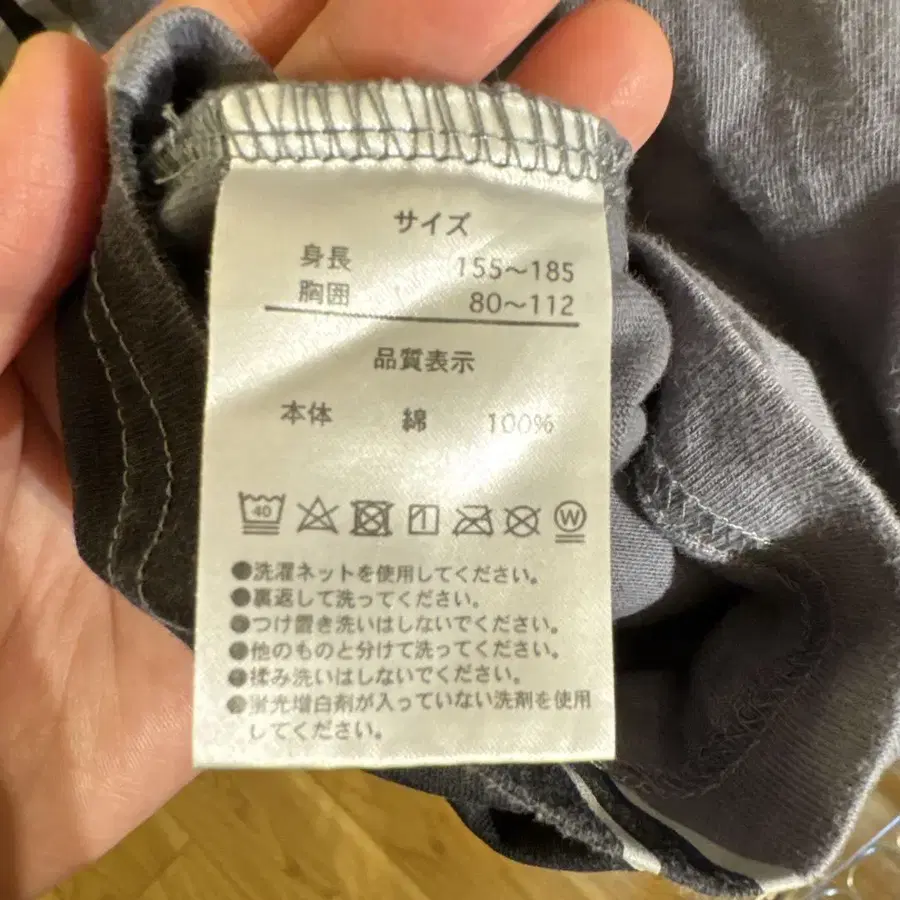 サイズ
身長 155～185
胸囲 80～112
品質表示
本体 綿 100%
40 W
●洗濯ネットを使用してください。
●裏返して洗ってください。
●つけ置き洗いはしないでください。
●他のものと分けて洗ってください。
●揉み洗いはしないでください。
●蛍光増白剤が入っていない洗剤を使用
してください。